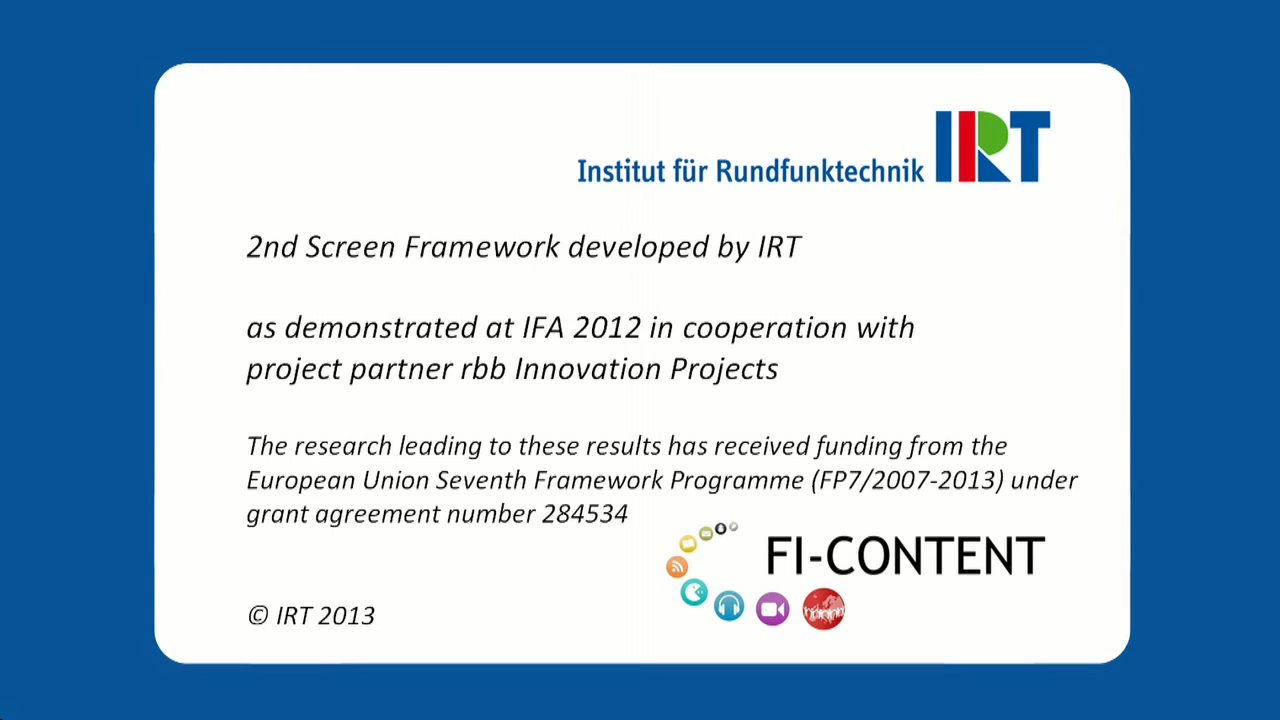 IRT
Institut für Rundfunktechnik
2nd Screen Framework developed by IRT
as demonstrated at IFA 2012 in cooperation with
project partner rbb Innovation Projects
The research leading to these results has received funding from the
European Union Seventh Framework Programme (FP7/2007-2013) under
grant agreement number 284534
FI-CONTENT
© IRT 2013